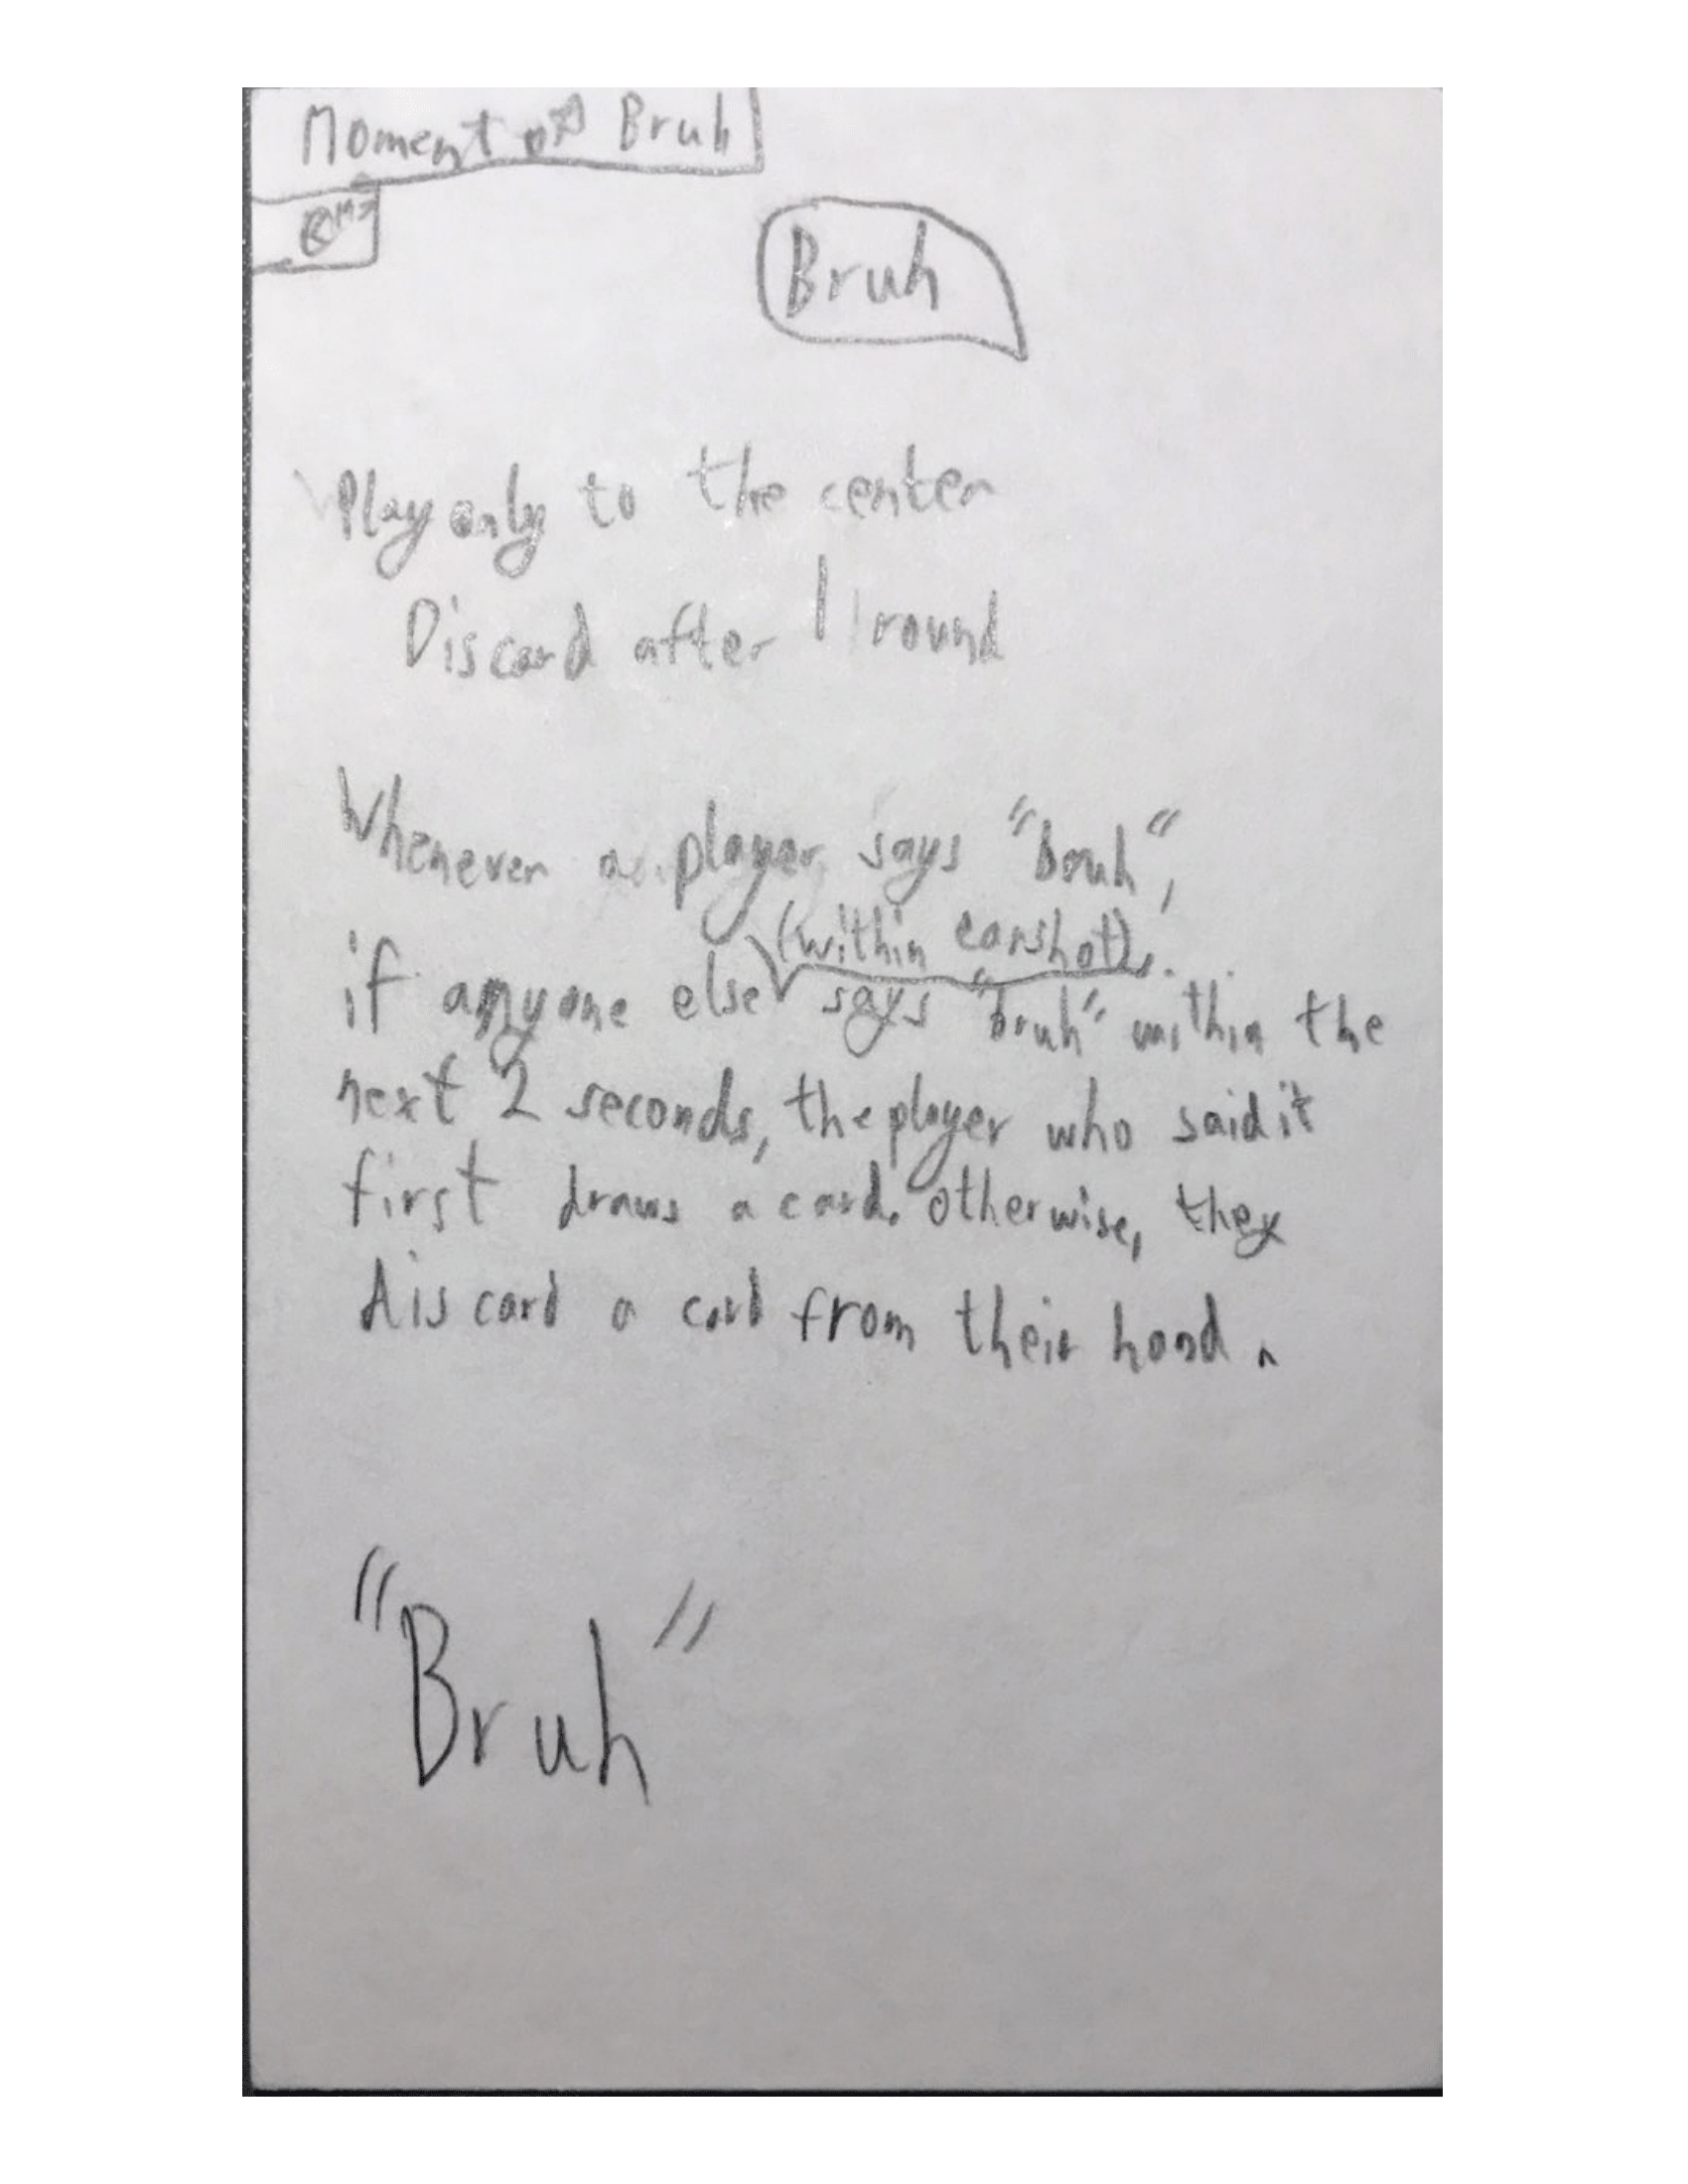 Moment of Bruh
Bruh
Play only to the center
Discard after 1 round
Whenever a player says "bruh",
(within earshot)
if anyone else says "bruh" within the
next 2 seconds, the player who said it
first draws a card. Otherwise, they
discard a card from their hand.
"Bruh"